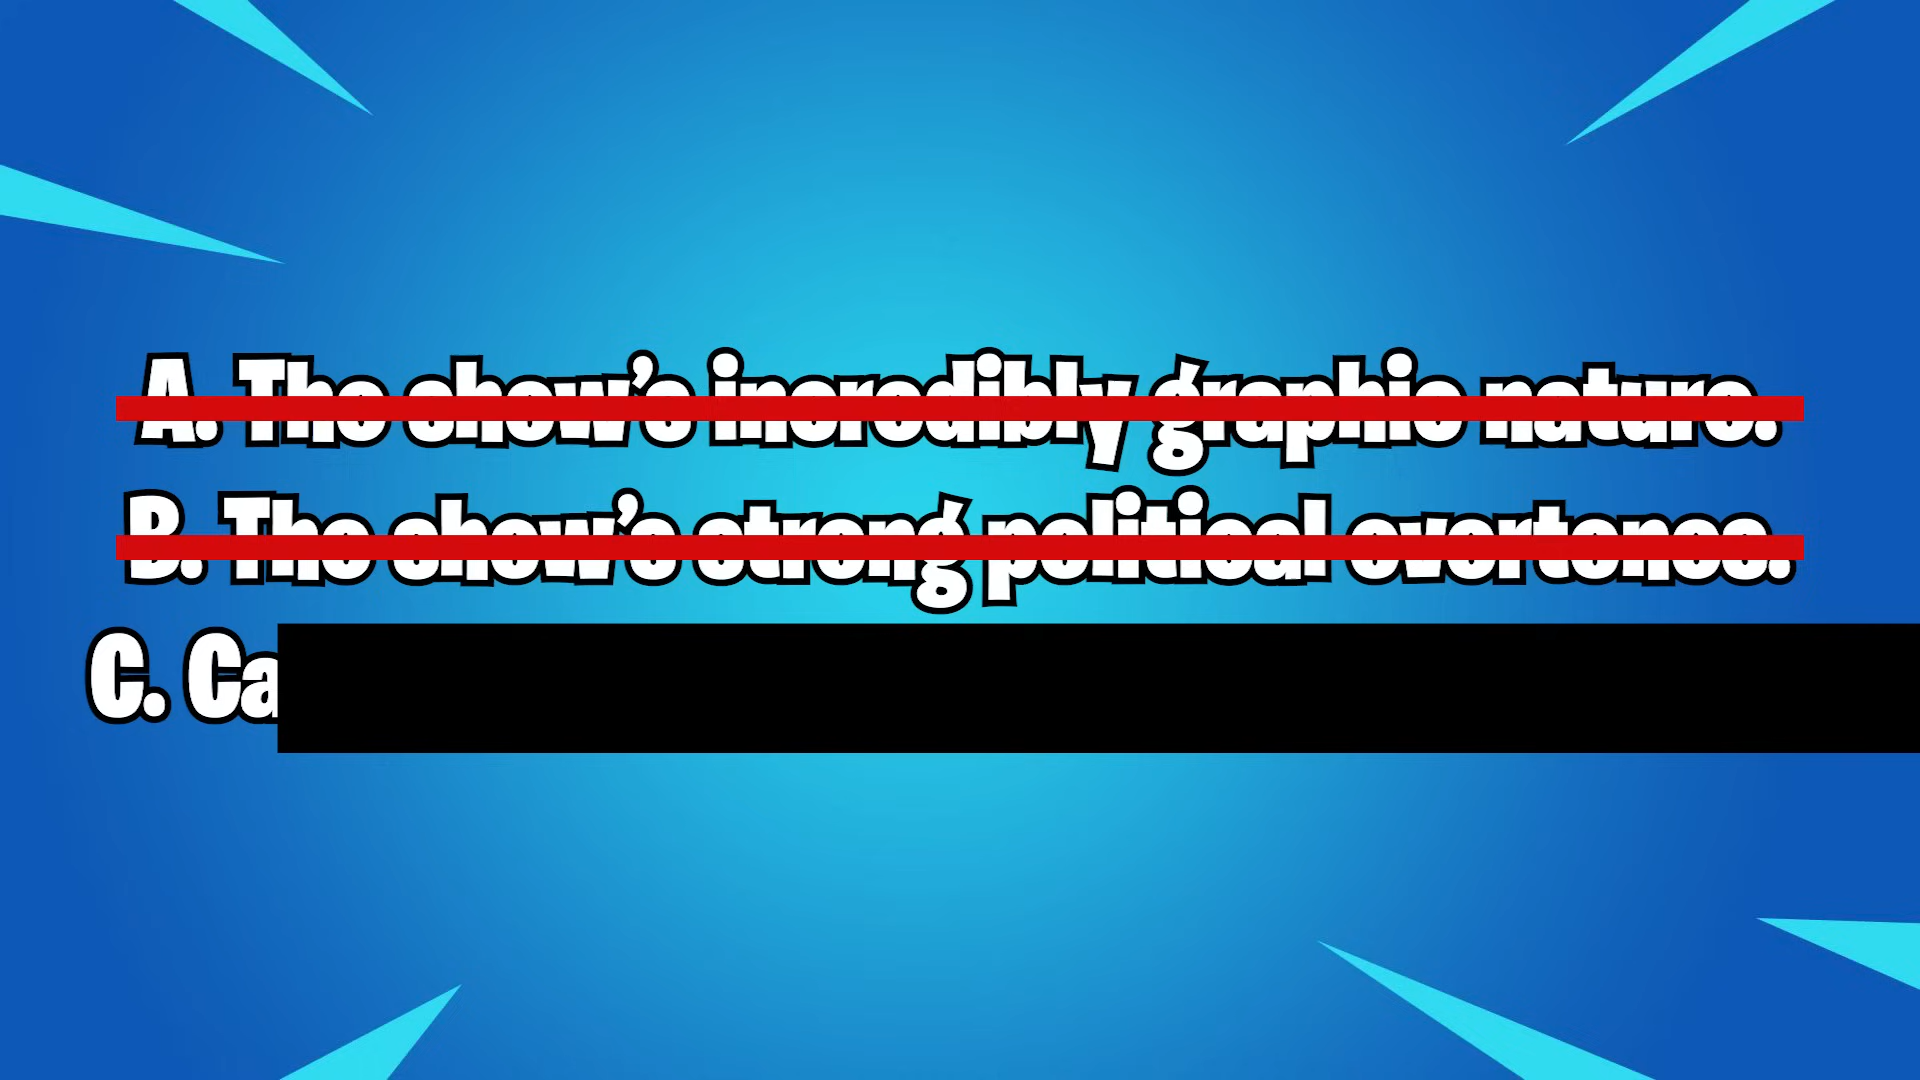 A. The show’s incredibly graphic nature.
B. The show’s strong political overtones.
C. Ca